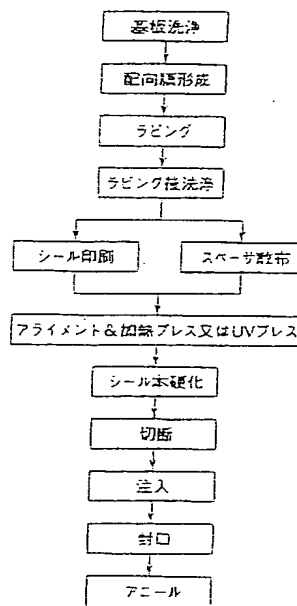 基板洗浄
配向膜形成
ラビング
ラビング後洗浄
シール印刷
スペーサ散布
アライメント&加熱プレス又はUVプレス
シール本硬化
切断
注入
封口
アニール